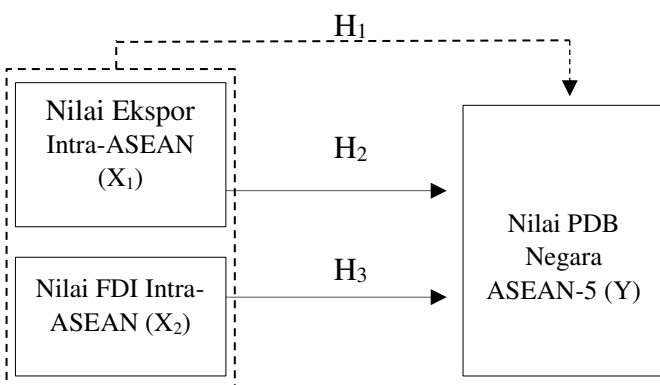 H₁
Nilai Ekspor
Intra-ASEAN
(X₁)
H₂
Nilai FDI Intra-
ASEAN (X₂)
H₃
Nilai PDB
Negara
ASEAN-5 (Y)